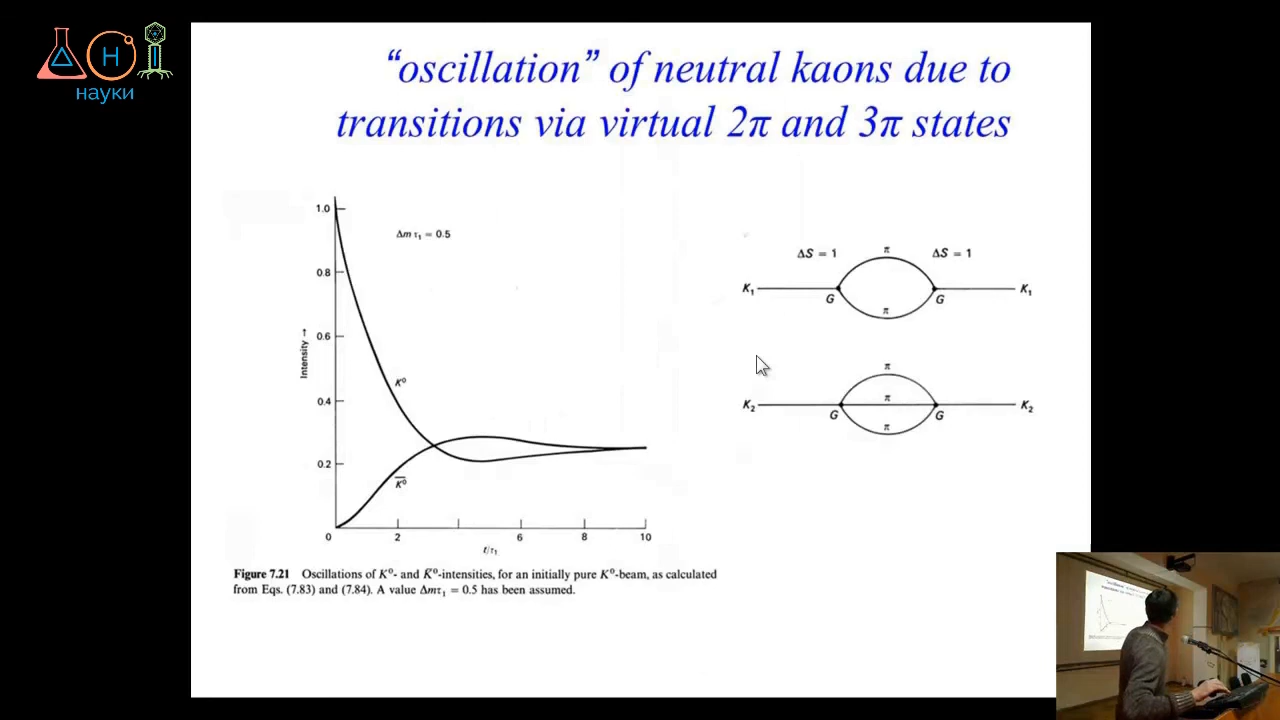 Н
науки
“oscillation” of neutral kaons due to
transitions via virtual 2π and 3π states
1.0
0.8
0.6
0.4
0.2
0
2
6
8
10
Intensity →
t/τ₁
Δm τ₁ = 0.5
K⁰
K̅⁰
ΔS = 1
π
ΔS = 1
K₁
G
G
K₁
π
π
K₂
G
π
G
K₂
π
Figure 7.21 Oscillations of K⁰- and K̅⁰-intensities, for an initially pure K⁰-beam, as calculated
from Eqs. (7.83) and (7.84). A value Δmτ₁ = 0.5 has been assumed.